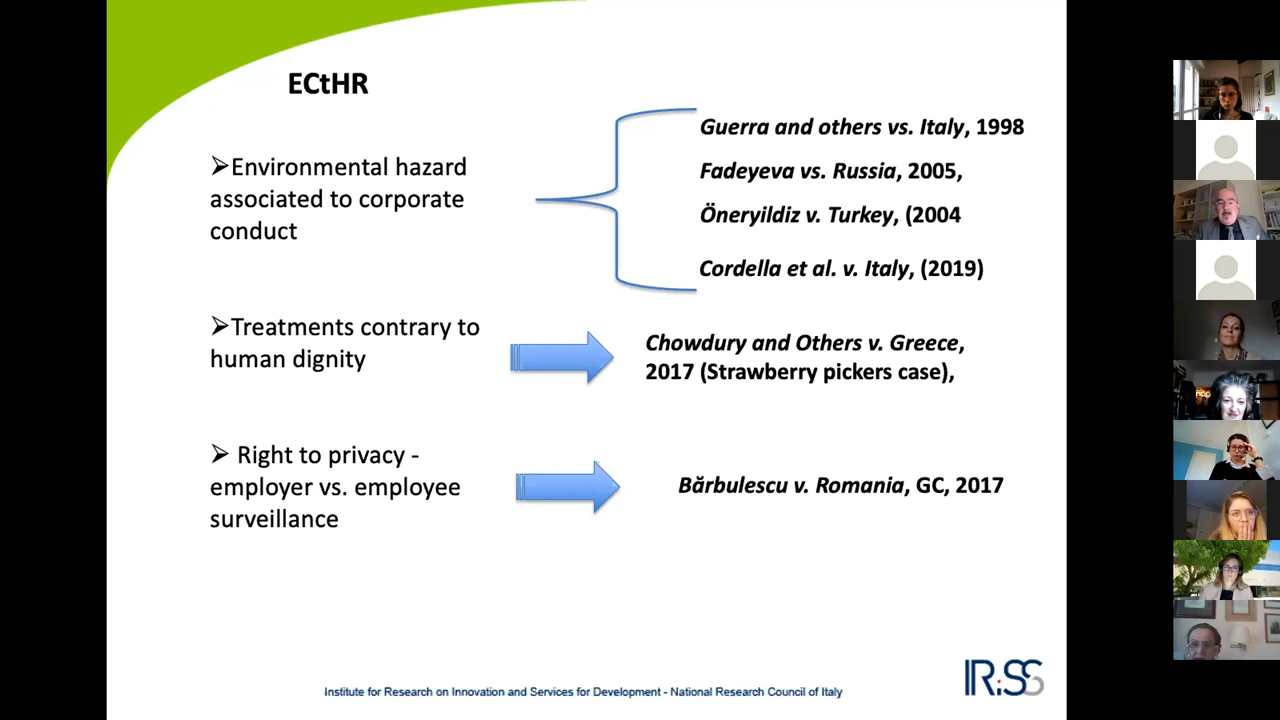 ECtHR
➢Environmental hazard
associated to corporate
conduct
Guerra and others vs. Italy, 1998
Fadeyeva vs. Russia, 2005,
Öneryildiz v. Turkey, (2004
Cordella et al. v. Italy, (2019)
➢Treatments contrary to
human dignity
Chowdury and Others v. Greece,
2017 (Strawberry pickers case),
➢ Right to privacy -
employer vs. employee
surveillance
Bărbulescu v. Romania, GC, 2017
Institute for Research on Innovation and Services for Development - National Research Council of Italy
IRiSS